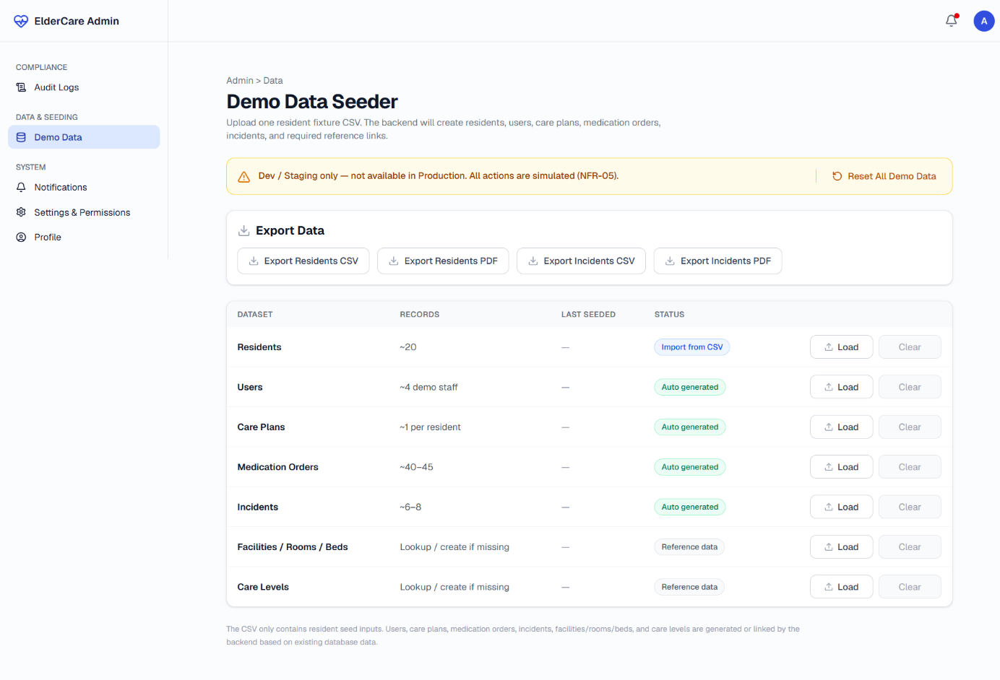 ElderCare Admin
A
COMPLIANCE
Audit Logs
DATA & SEEDING
Demo Data
SYSTEM
Notifications
Settings & Permissions
Profile
Admin > Data
Demo Data Seeder
Upload one resident fixture CSV. The backend will create residents, users, care plans, medication orders,
incidents, and required reference links.
Dev / Staging only — not available in Production. All actions are simulated (NFR-05).
Reset All Demo Data
Export Data
Export Residents CSV
Export Residents PDF
Export Incidents CSV
Export Incidents PDF
DATASET RECORDS LAST SEEDED STATUS
Residents ~20 — Import from CSV Load Clear
Users ~4 demo staff — Auto generated Load Clear
Care Plans ~1 per resident — Auto generated Load Clear
Medication Orders ~40–45 — Auto generated Load Clear
Incidents ~6–8 — Auto generated Load Clear
Facilities / Rooms / Beds Lookup / create if missing — Reference data Load Clear
Care Levels Lookup / create if missing — Reference data Load Clear
The CSV only contains resident seed inputs. Users, care plans, medication orders, incidents, facilities/rooms/beds, and care levels are generated or linked by the
backend based on existing database data.